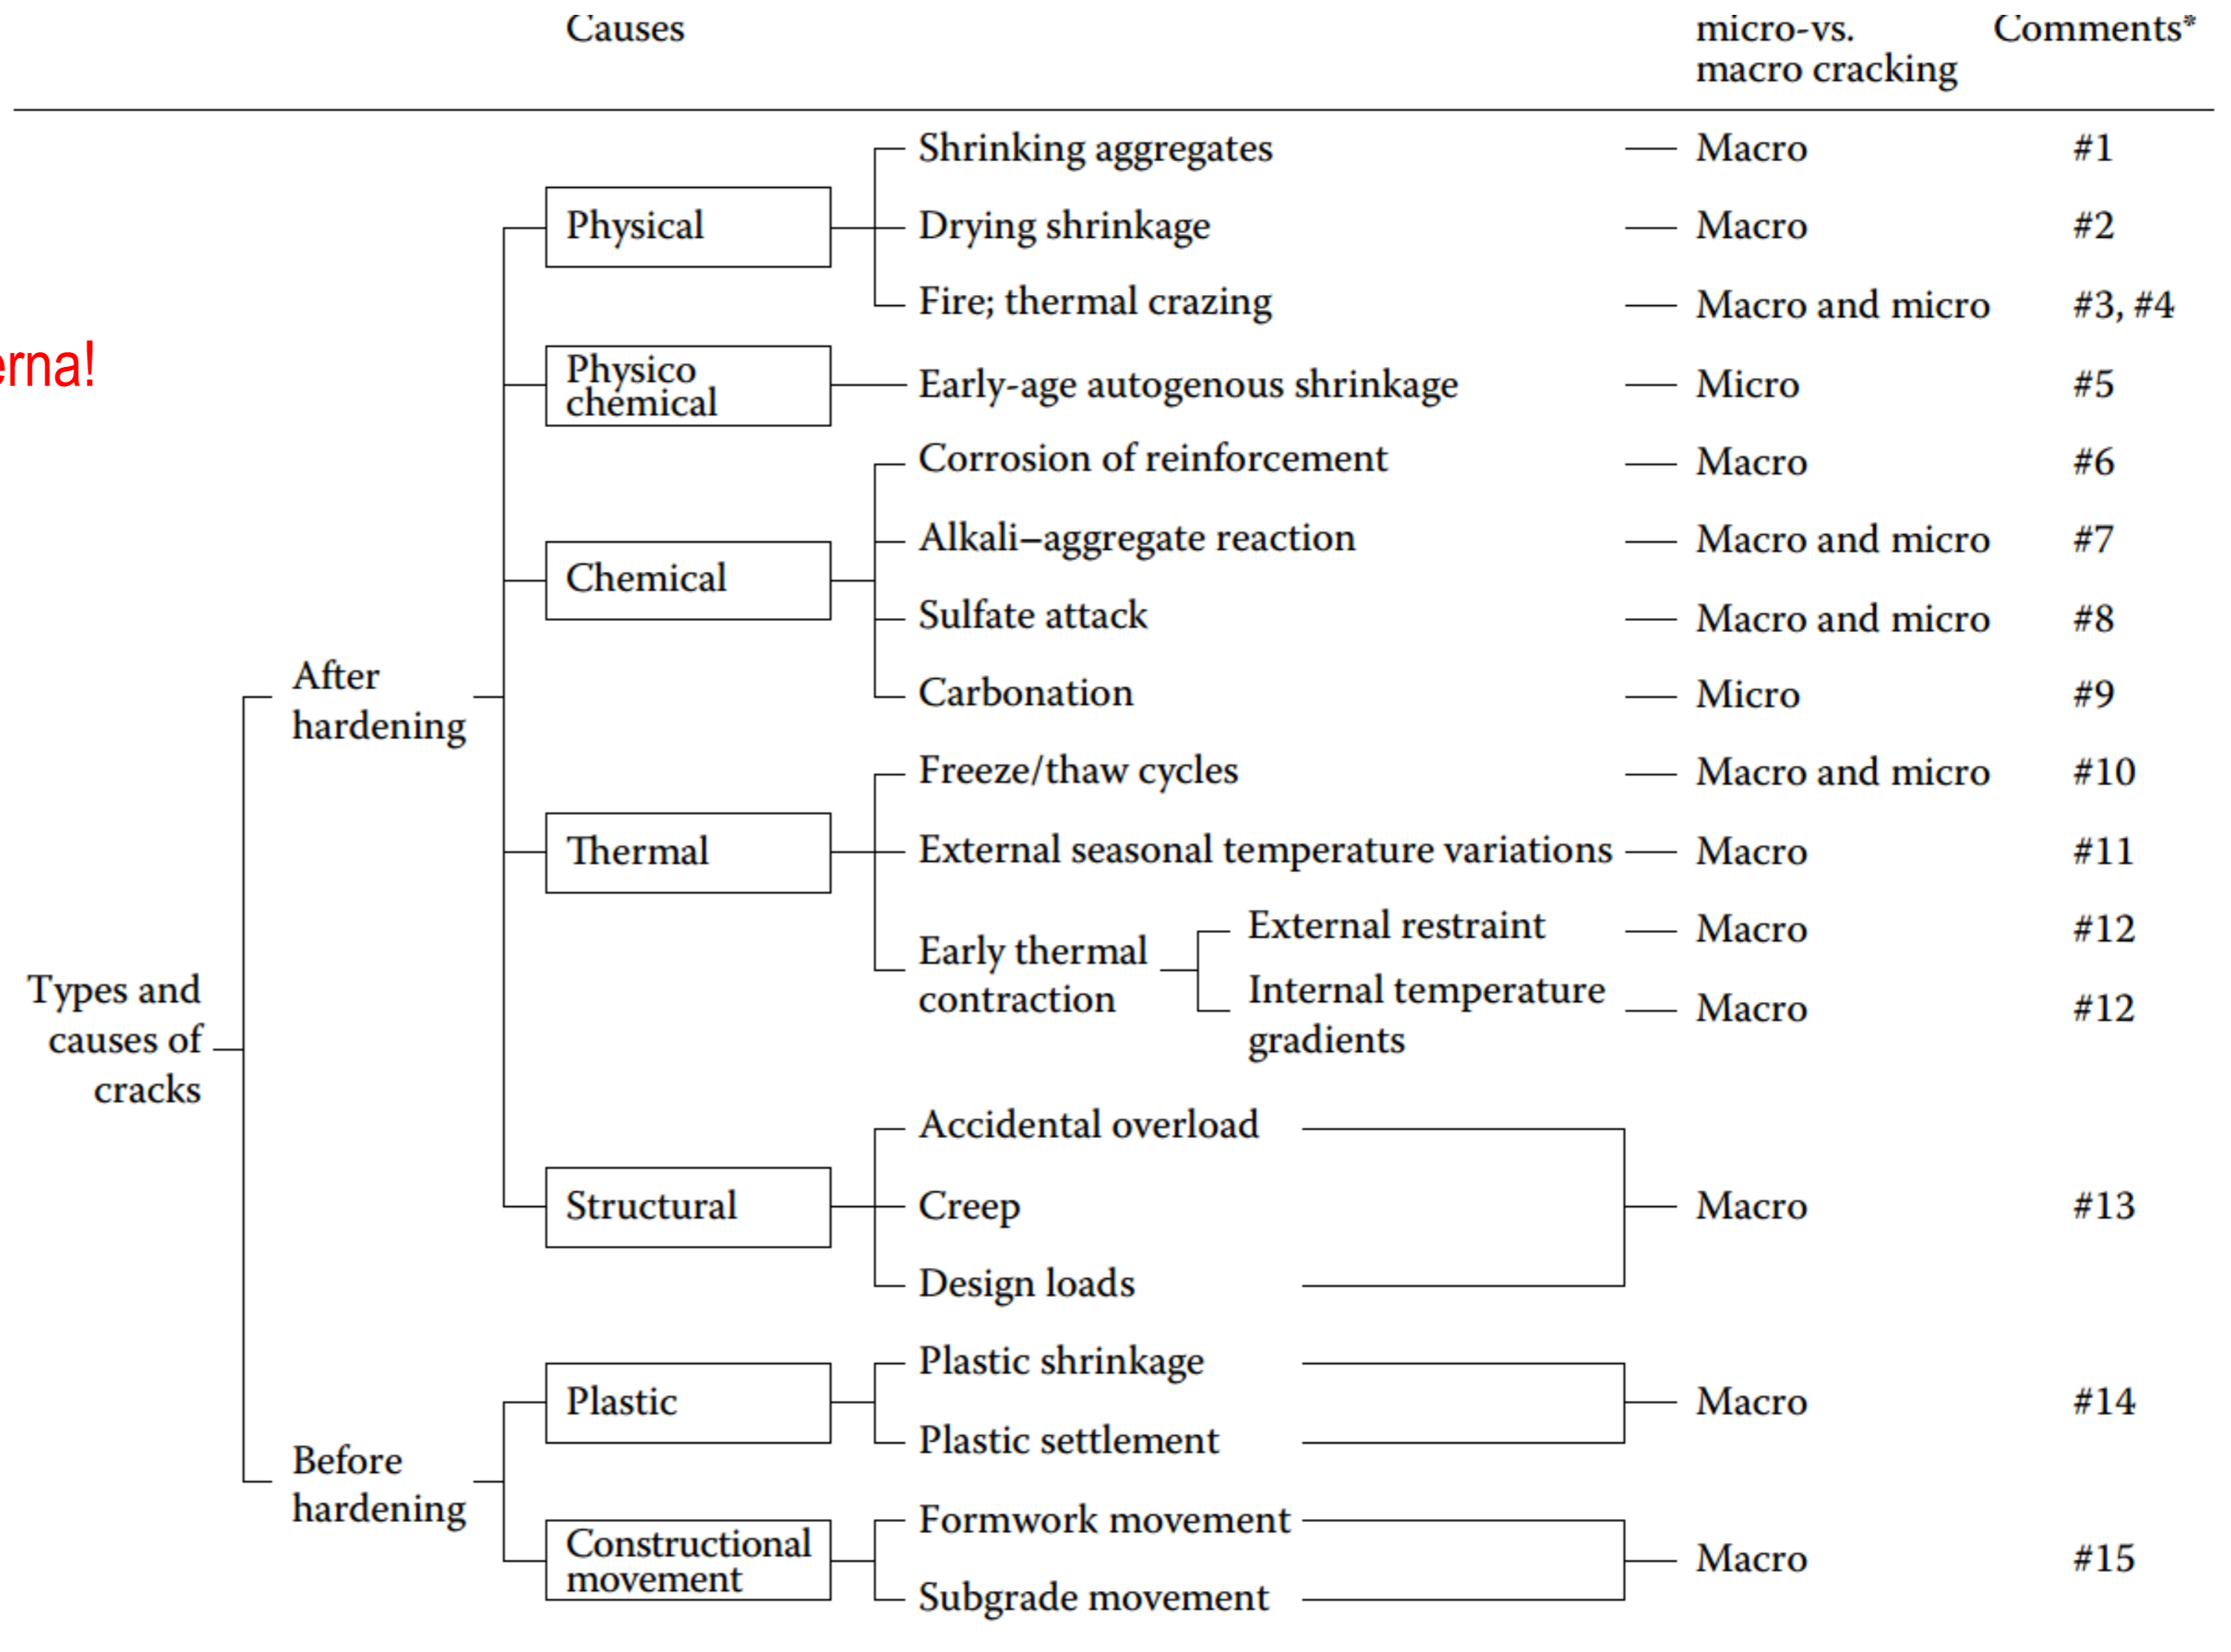 Causes
micro-vs.
macro cracking
Comments*
Shrinking aggregates — Macro #1
Physical
Drying shrinkage — Macro #2
Fire; thermal crazing — Macro and micro #3, #4
erna!
Physico
chemical
Early-age autogenous shrinkage — Micro #5
Corrosion of reinforcement — Macro #6
Alkali–aggregate reaction — Macro and micro #7
Chemical
Sulfate attack — Macro and micro #8
After
hardening
Carbonation — Micro #9
Freeze/thaw cycles — Macro and micro #10
Thermal
External seasonal temperature variations — Macro #11
Early thermal
contraction
External restraint — Macro #12
Internal temperature
gradients
Macro #12
Types and
causes of
cracks
Accidental overload
Structural
Creep
Macro #13
Design loads
Plastic shrinkage
Plastic
Macro #14
Plastic settlement
Before
hardening
Formwork movement
Constructional
movement
Macro #15
Subgrade movement